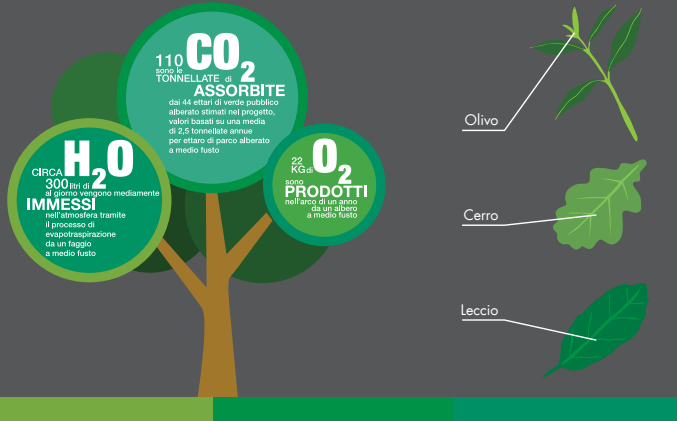 110 CO2
sono le
TONNELLATE di
ASSORBITE
dai 44 ettari di verde pubblico
alberato stimati nel progetto,
valori basati su una media
di 2,5 tonnellate annue
per ettaro di parco alberato
a medio fusto
CIRCA H2O
300 litri di
al giorno vengono mediamente
IMMESSI
nell'atmosfera tramite
il processo di
evapotraspirazione
da un faggio
a medio fusto
22
KG di O2
sono
PRODOTTI
nell'arco di un anno
da un albero
a medio fusto
Olivo
Cerro
Leccio